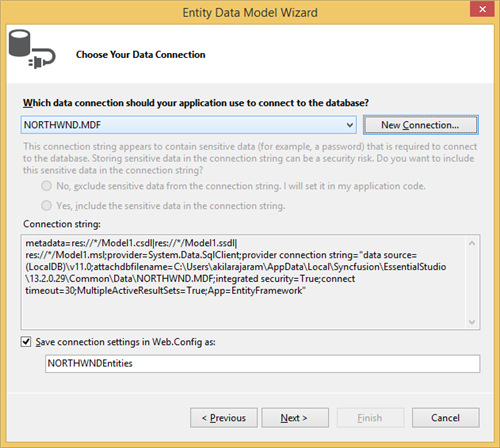 Entity Data Model Wizard
Choose Your Data Connection
Which data connection should your application use to connect to the database?
NORTHWND.MDF
New Connection...
This connection string appears to contain sensitive data (for example, a password) that is required to connect
to the database. Storing sensitive data in the connection string can be a security risk. Do you want to include
this sensitive data in the connection string?
No, exclude sensitive data from the connection string. I will set it in my application code.
Yes, include the sensitive data in the connection string.
Connection string:
metadata=res://*/Model1.csdl|res://*/Model1.ssdl|
res://*/Model1.msl;provider=System.Data.SqlClient;provider connection string="data source=
(LocalDB)\v11.0;attachdbfilename=C:\Users\akilarajaram\AppData\Local\Syncfusion\EssentialStudio
\13.2.0.29\Common\Data\NORTHWND.MDF;integrated security=True;connect
timeout=30;MultipleActiveResultSets=True;App=EntityFramework"
Save connection settings in Web.Config as:
NORTHWNDEntities
< Previous
Next >
Finish
Cancel